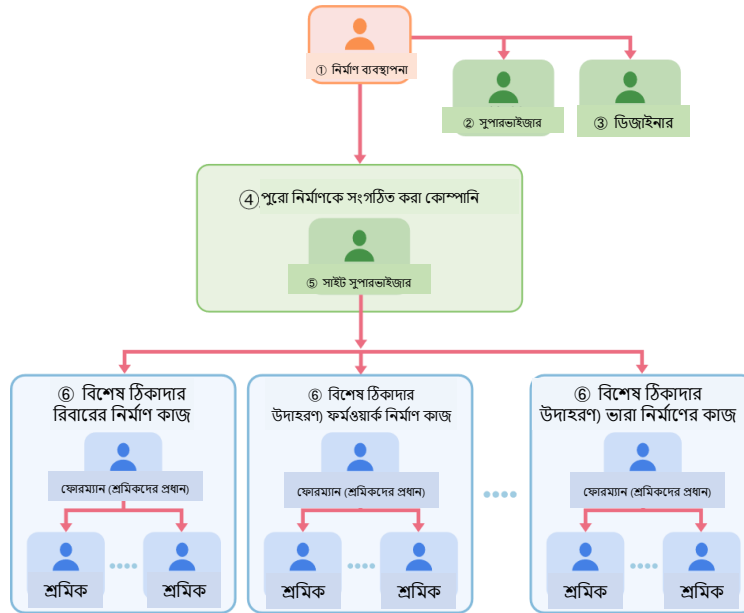 ① নির্মাণ ব্যবস্থাপনা
② সুপারভাইজার
③ ডিজাইনার
④ পুরো নির্মাণকে সংগঠিত করা কোম্পানি
⑤ সাইট সুপারভাইজার
⑥ বিশেষ ঠিকাদার
রিবারের নির্মাণ কাজ
ফোরম্যান (শ্রমিকদের প্রধান)
শ্রমিক
শ্রমিক
⑥ বিশেষ ঠিকাদার
উদাহরণ) ফর্মওয়ার্ক নির্মাণ কাজ
ফোরম্যান (শ্রমিকদের প্রধান)
শ্রমিক
শ্রমিক
⑥ বিশেষ ঠিকাদার
উদাহরণ) ভারা নির্মাণের কাজ
ফোরম্যান (শ্রমিকদের প্রধান)
শ্রমিক
শ্রমিক